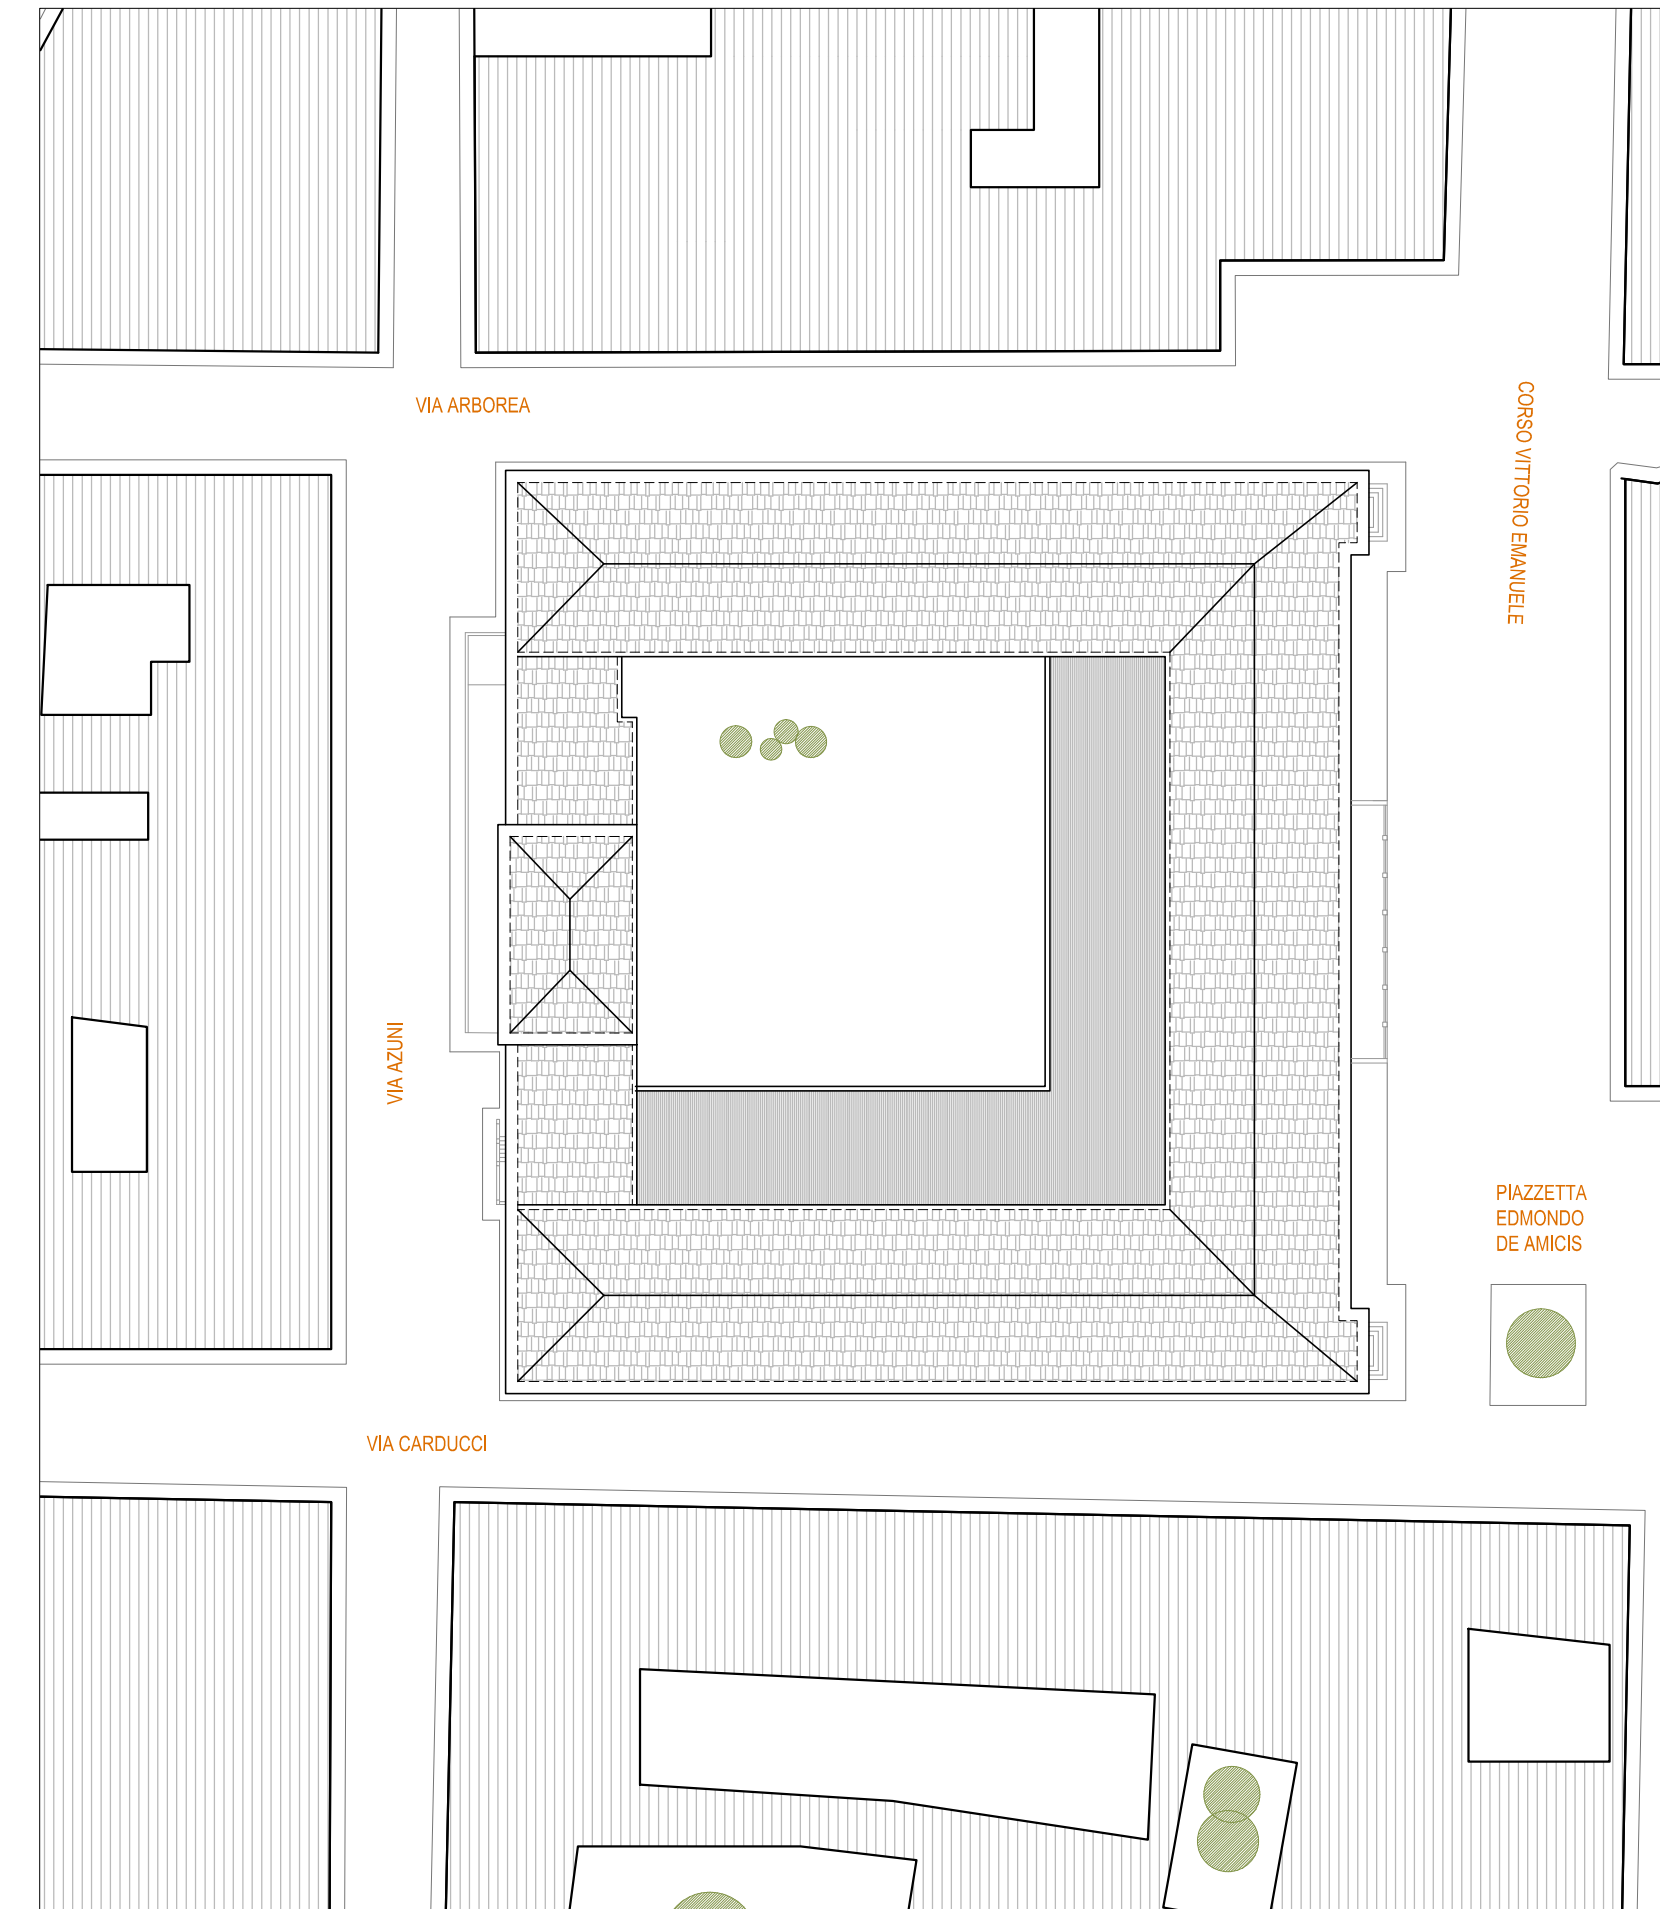 VIA ARBOREA
CORSO VITTORIO EMANUELE
VIA AZUNI
PIAZZETTA
EDMONDO
DE AMICIS
VIA CARDUCCI